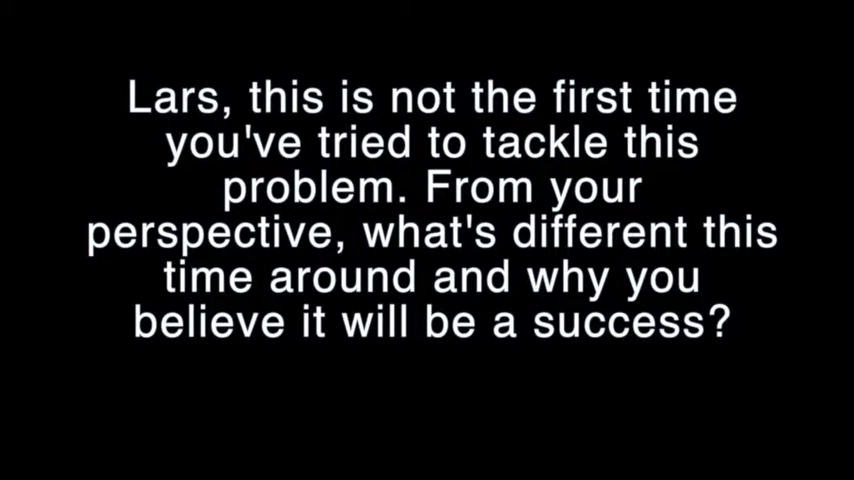 Lars, this is not the first time
you've tried to tackle this
problem. From your
perspective, what's different this
time around and why you
believe it will be a success?